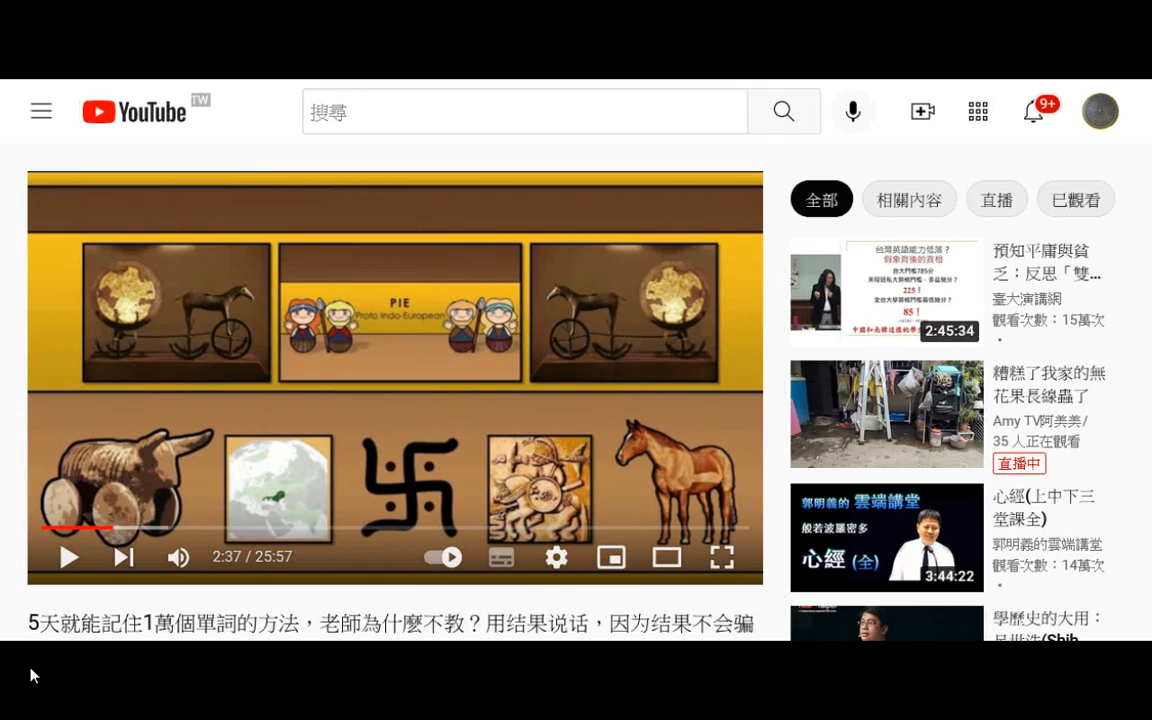 YouTube TW
搜尋
9+
PIE
Proto Indo-European
2:37 / 25:57
5天就能記住1萬個單詞的方法，老師為什麼不教？用结果说话，因为结果不会骗
全部
相關內容
直播
已觀看
台灣英語能力低落？
假象背後的真相
台大門檻785分
225！
85！
2:45:34
預知平庸與貧
乏：反思「雙...
臺大演講網
觀看次數：15萬次
•
糟糕了我家的無
花果長線蟲了
Amy TV阿美美/
35 人正在觀看
直播中
郭明義的 雲端講堂
般若波羅密多
心經 (全)
3:44:22
心經(上中下三
堂課全)
郭明義的雲端講堂
觀看次數：14萬次
•
學歷史的大用：